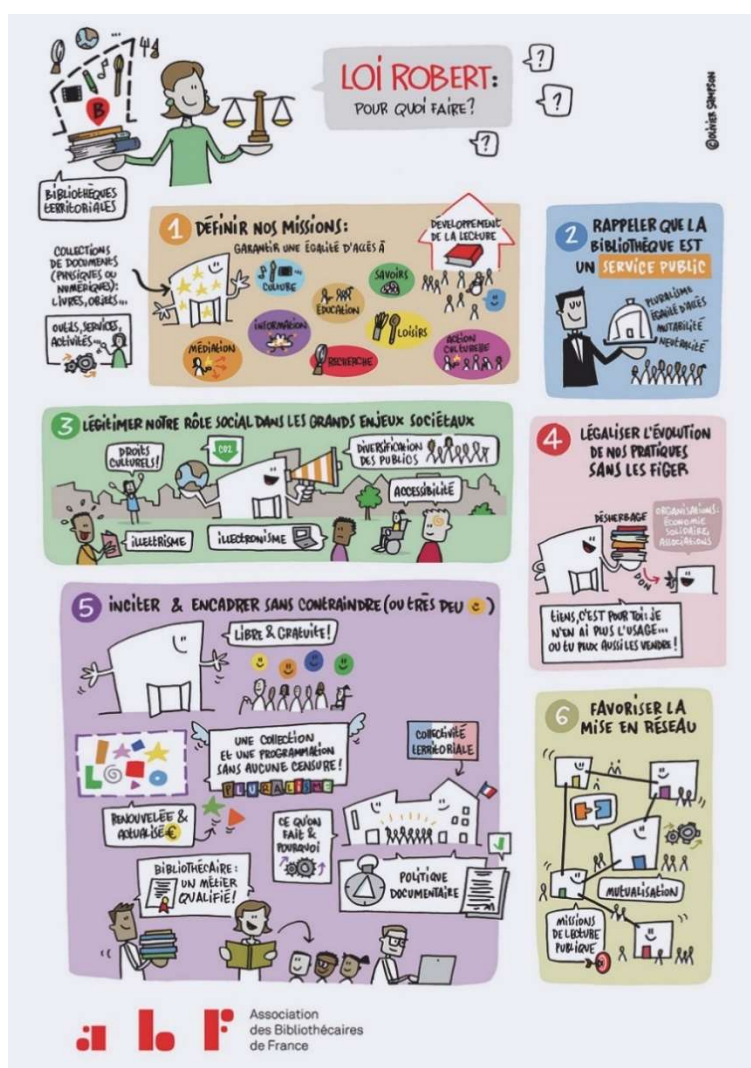 LOI ROBERT:
POUR QUOI FAIRE?
?
?
?
...
B
©OLIVIER SAMPSON
BIBLIOTHÈQUES
TERRITORIALES
COLLECTIONS
DE DOCUMENTS
(PHYSIQUES OU
NUMÉRIQUES):
LIVRES, OBJETS...
OUTILS, SERVICES,
ACTIVITÉS...
1 DÉFINIR NOS MISSIONS:
GARANTIR UNE ÉGALITÉ D'ACCÈS À
DÉVELOPPEMENT
DE LA LECTURE
CULTURE
SAVOIRS
ÉDUCATION
INFORMATION
LOISIRS
MÉDIATION
RECHERCHE
ACTION
CULTURELLE
2 RAPPELER QUE LA
BIBLIOTHÈQUE EST
UN SERVICE PUBLIC
PLURALISME
ÉGALITÉ D'ACCÈS
MUTABILITÉ
NEUTRALITÉ
3 LÉGITIMER NOTRE RÔLE SOCIAL DANS LES GRANDS ENJEUX SOCIÉTAUX
DROITS
CULTURELS!
CO2
DIVERSIFICATION
DES PUBLICS
ACCESSIBILITÉ
ILLETTRISME
ILLECTRONISME
4 LÉGALISER L'ÉVOLUTION
DE NOS PRATIQUES
SANS LES FIGER
DÉSHERBAGE
ORGANISATIONS:
ÉCONOMIE
SOLIDAIRE,
ASSOCIATIONS
DON
TIENS, C'EST POUR TOI: JE
N'EN AI PLUS L'USAGE...
OU TU PEUX AUSSI LES VENDRE!
5 INCITER & ENCADRER SANS CONTRAINDRE (OU TRÈS PEU )
LIBRE & GRATUITE!
UNE COLLECTION
ET UNE PROGRAMMATION
SANS AUCUNE CENSURE!
PLURALISME
COLLECTIVITÉ
TERRITORIALE
RENOUVELÉE &
ACTUALISÉ€
CE QU'ON
FAIT &
POURQUOI
BIBLIOTHÉCAIRE:
UN MÉTIER
QUALIFIÉ!
POLITIQUE
DOCUMENTAIRE
6 FAVORISER LA
MISE EN RÉSEAU
MUTUALISATION
MISSIONS
DE LECTURE
PUBLIQUE
abf
Association
des Bibliothécaires
de France